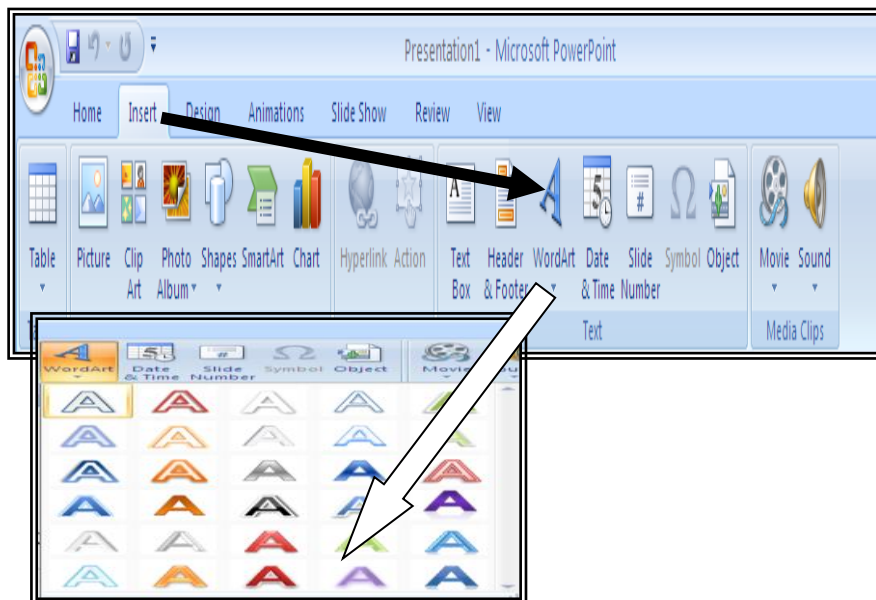 Presentation1 - Microsoft PowerPoint
Home Insert Design Animations Slide Show Review View
Table Picture Clip Photo Shapes SmartArt Chart Hyperlink Action Text Header WordArt Date Slide Symbol Object Movie Sound
Art Album Box & Footer & Time Number
Text Media Clips
WordArt Date Slide Symbol Object Movie
& Time Number